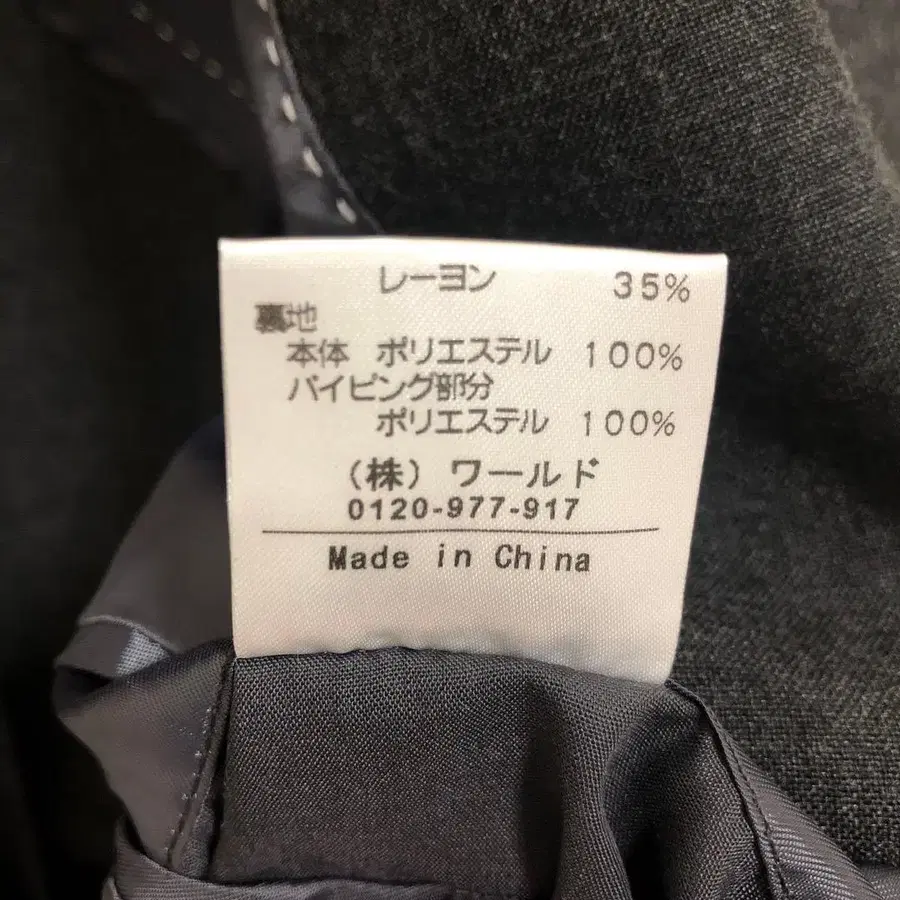 レーヨン 35%
裏地
本体 ポリエステル 100%
パイピング部分
ポリエステル 100%
(株) ワールド
0120-977-917
Made in China